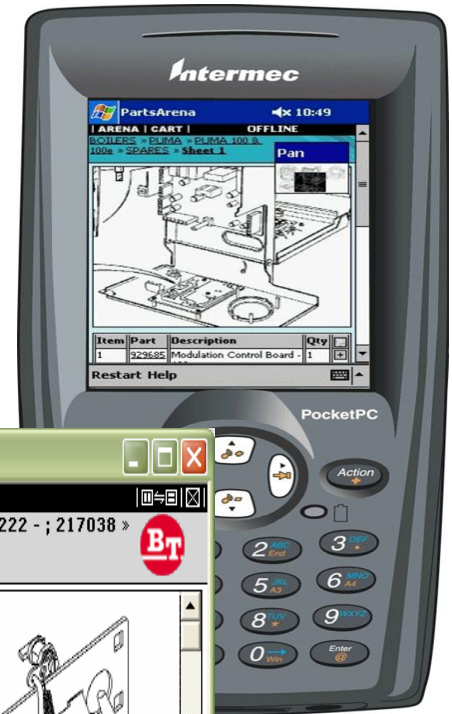 Intermec
PartsArena 10:49
| ARENA | CART | OFFLINE
BOILERS » PUMA » PUMA 100 &
100e » SPARES » Sheet 1
Pan
Item Part Description Qty
1 929685 Modulation Control Board - 1
Restart Help
PocketPC
Action
222 - ; 217038 »
BT
2 ABC End
3 DEF
5 JKL A3
6 MNO A4
8 TUV *
9 WXYZ
0 Win
Enter @